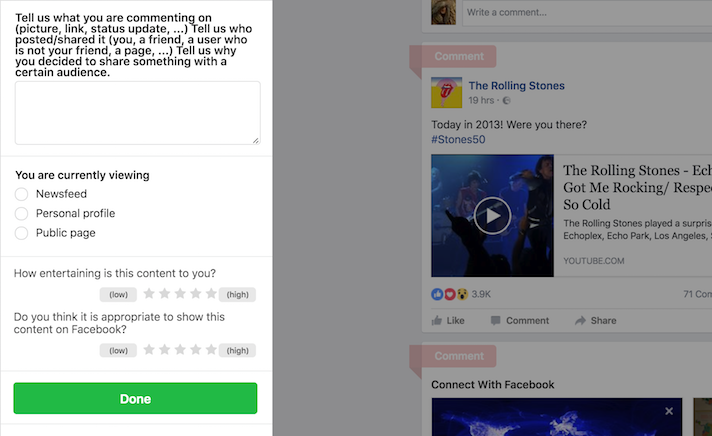 Tell us what you are commenting on
(picture, link, status update, ...) Tell us who
posted/shared it (you, a friend, a user who
is not your friend, a page, ...) Tell us why
you decided to share something with a
certain audience.
You are currently viewing
Newsfeed
Personal profile
Public page
How entertaining is this content to you?
(low) (high)
Do you think it is appropriate to show this
content on Facebook?
(low) (high)
Done
Write a comment...
Comment
The Rolling Stones
19 hrs ·
Today in 2013! Were you there?
#Stones50
The Rolling Stones - Ech
Got Me Rocking/ Respec
So Cold
The Rolling Stones played a surpris
Echoplex, Echo Park, Los Angeles,
YOUTUBE.COM
3.9K 71 Com
Like Comment Share
Comment
Connect With Facebook